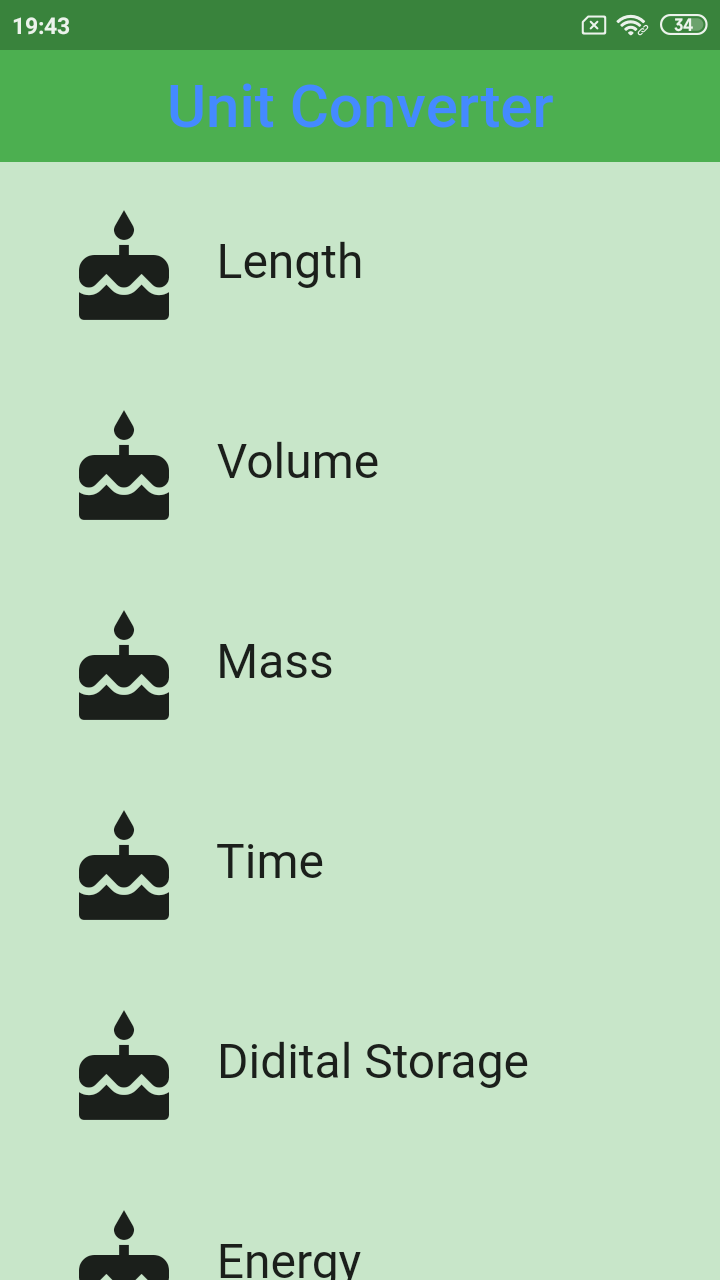 19:43
34
Unit Converter
Length
Volume
Mass
Time
Didital Storage
Energy